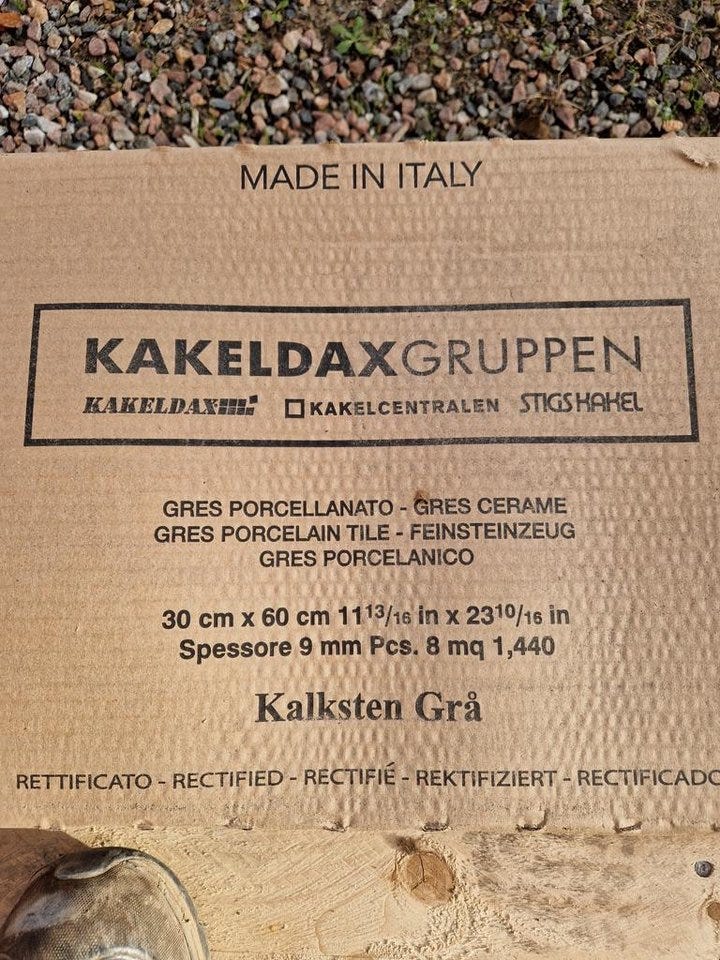 MADE IN ITALY
KAKELDAXGRUPPEN
KAKELDAX KAKELCENTRALEN STIGS KAKEL
GRES PORCELLANATO - GRES CERAME
GRES PORCELAIN TILE - FEINSTEINZEUG
GRES PORCELANICO
30 cm x 60 cm 11 13/16 in x 23 10/16 in
Spessore 9 mm Pcs. 8 mq 1,440
Kalksten Grå
RETTIFICATO - RECTIFIED - RECTIFIÉ - REKTIFIZIERT - RECTIFICADO